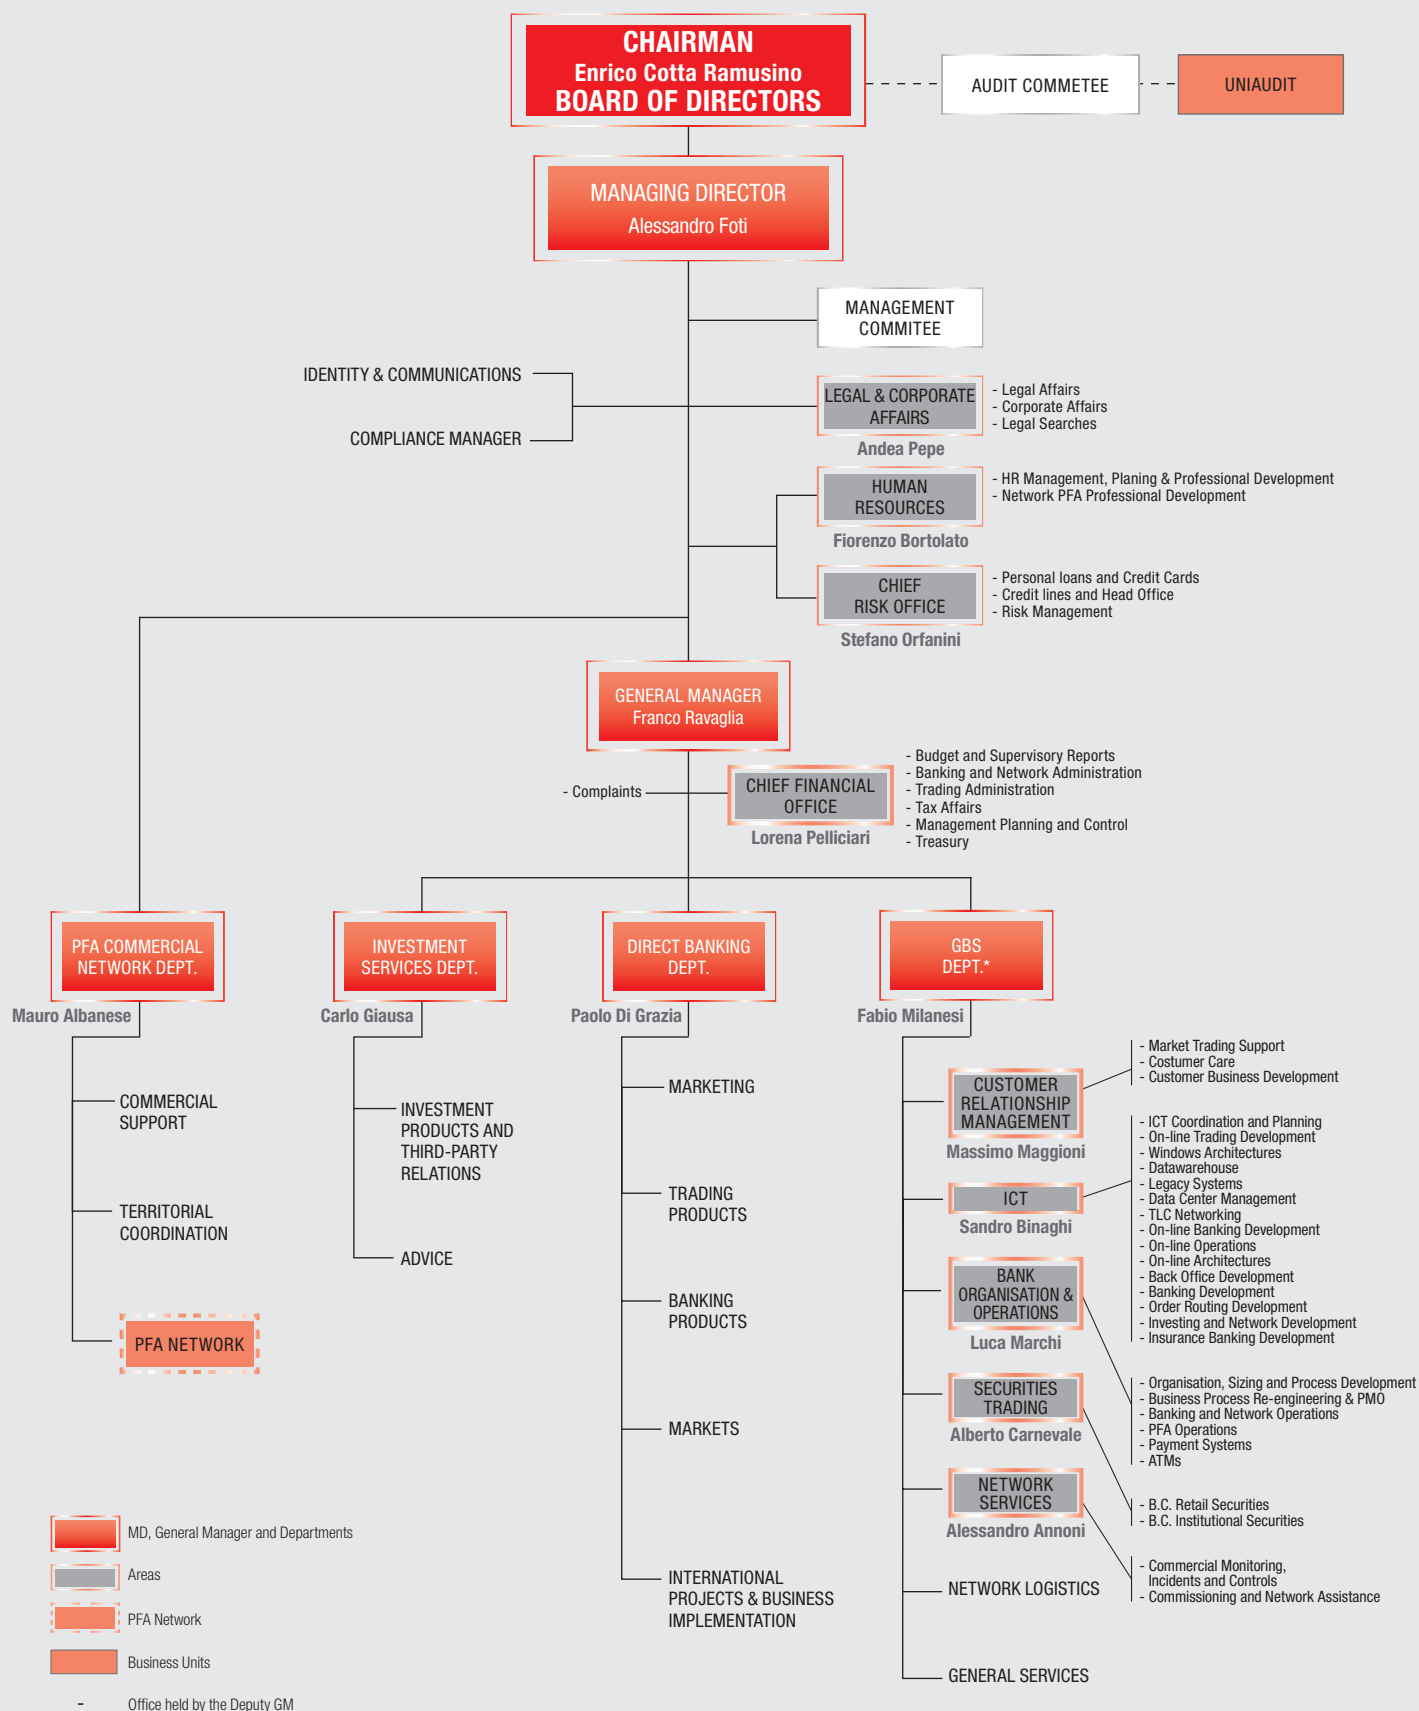 CHAIRMAN
Enrico Cotta Ramusino
BOARD OF DIRECTORS
AUDIT COMMETEE
UNIAUDIT
MANAGING DIRECTOR
Alessandro Foti
MANAGEMENT
COMMITEE
IDENTITY & COMMUNICATIONS
COMPLIANCE MANAGER
LEGAL & CORPORATE
AFFAIRS
Andea Pepe
- Legal Affairs
- Corporate Affairs
- Legal Searches
HUMAN
RESOURCES
Fiorenzo Bortolato
- HR Management, Planing & Professional Development
- Network PFA Professional Development
CHIEF
RISK OFFICE
Stefano Orfanini
- Personal loans and Credit Cards
- Credit lines and Head Office
- Risk Management
GENERAL MANAGER
Franco Ravaglia
- Complaints
CHIEF FINANCIAL
OFFICE
Lorena Pelliciari
- Budget and Supervisory Reports
- Banking and Network Administration
- Trading Administration
- Tax Affairs
- Management Planning and Control
- Treasury
PFA COMMERCIAL
NETWORK DEPT.
Mauro Albanese
COMMERCIAL
SUPPORT
TERRITORIAL
COORDINATION
PFA NETWORK
INVESTMENT
SERVICES DEPT.
Carlo Giausa
INVESTMENT
PRODUCTS AND
THIRD-PARTY
RELATIONS
ADVICE
DIRECT BANKING
DEPT.
Paolo Di Grazia
MARKETING
TRADING
PRODUCTS
BANKING
PRODUCTS
MARKETS
INTERNATIONAL
PROJECTS & BUSINESS
IMPLEMENTATION
GBS
DEPT.*
Fabio Milanesi
CUSTOMER
RELATIONSHIP
MANAGEMENT
Massimo Maggioni
- Market Trading Support
- Costumer Care
- Customer Business Development
ICT
Sandro Binaghi
- ICT Coordination and Planning
- On-line Trading Development
- Windows Architectures
- Datawarehouse
- Legacy Systems
- Data Center Management
- TLC Networking
- On-line Banking Development
- On-line Operations
- On-line Architectures
- Back Office Development
- Banking Development
- Order Routing Development
- Investing and Network Development
- Insurance Banking Development
BANK
ORGANISATION &
OPERATIONS
Luca Marchi
- Organisation, Sizing and Process Development
- Business Process Re-engineering & PMO
- Banking and Network Operations
- PFA Operations
- Payment Systems
- ATMs
SECURITIES
TRADING
Alberto Carnevale
- B.C. Retail Securities
- B.C. Institutional Securities
NETWORK
SERVICES
Alessandro Annoni
- Commercial Monitoring,
Incidents and Controls
- Commissioning and Network Assistance
NETWORK LOGISTICS
GENERAL SERVICES
MD, General Manager and Departments
Areas
PFA Network
Business Units
- Office held by the Deputy GM